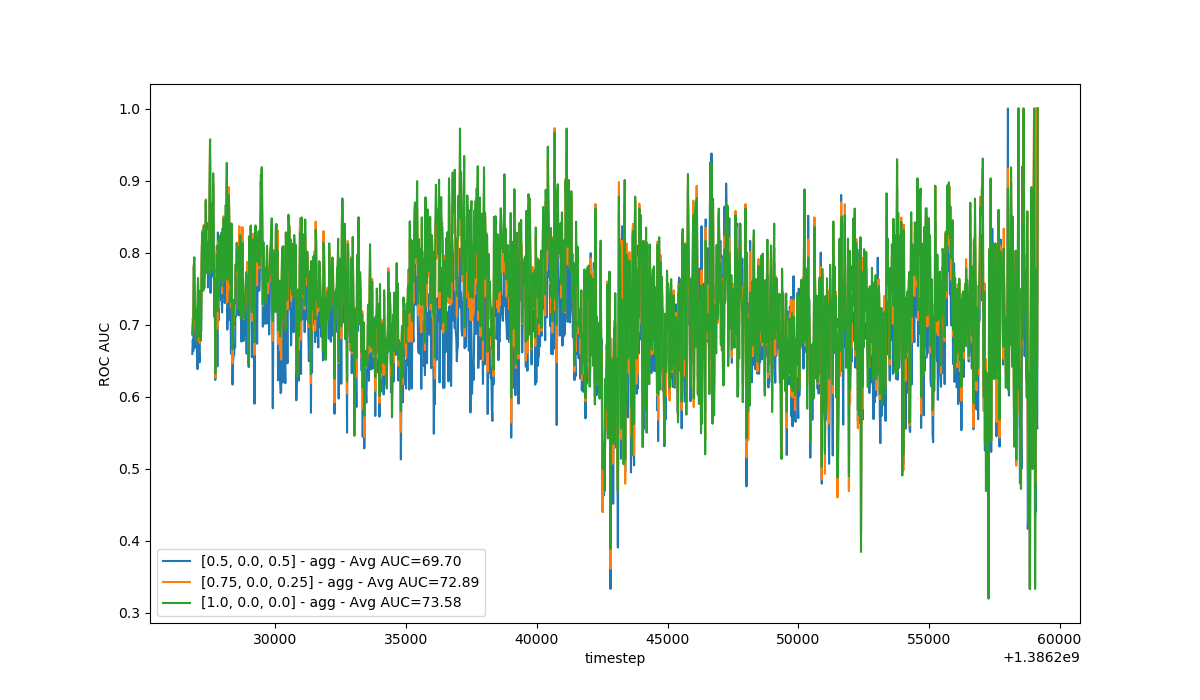 1.0
0.9
0.8
0.7
0.6
0.5
0.4
0.3
ROC AUC
[0.5, 0.0, 0.5] - agg - Avg AUC=69.70
[0.75, 0.0, 0.25] - agg - Avg AUC=72.89
[1.0, 0.0, 0.0] - agg - Avg AUC=73.58
30000 35000 40000 45000 50000 55000 60000
timestep
+1.3862e9